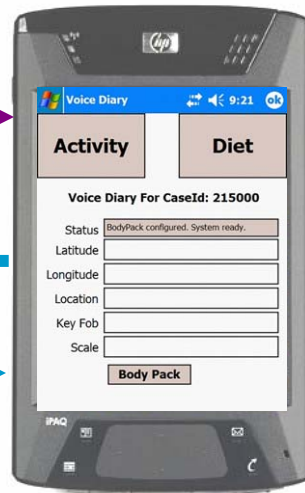 hp
Voice Diary 9:21 ok
Activity Diet
Voice Diary For CaseId: 215000
Status BodyPack configured. System ready.
Latitude
Longitude
Location
Key Fob
Scale
Body Pack
iPAQ